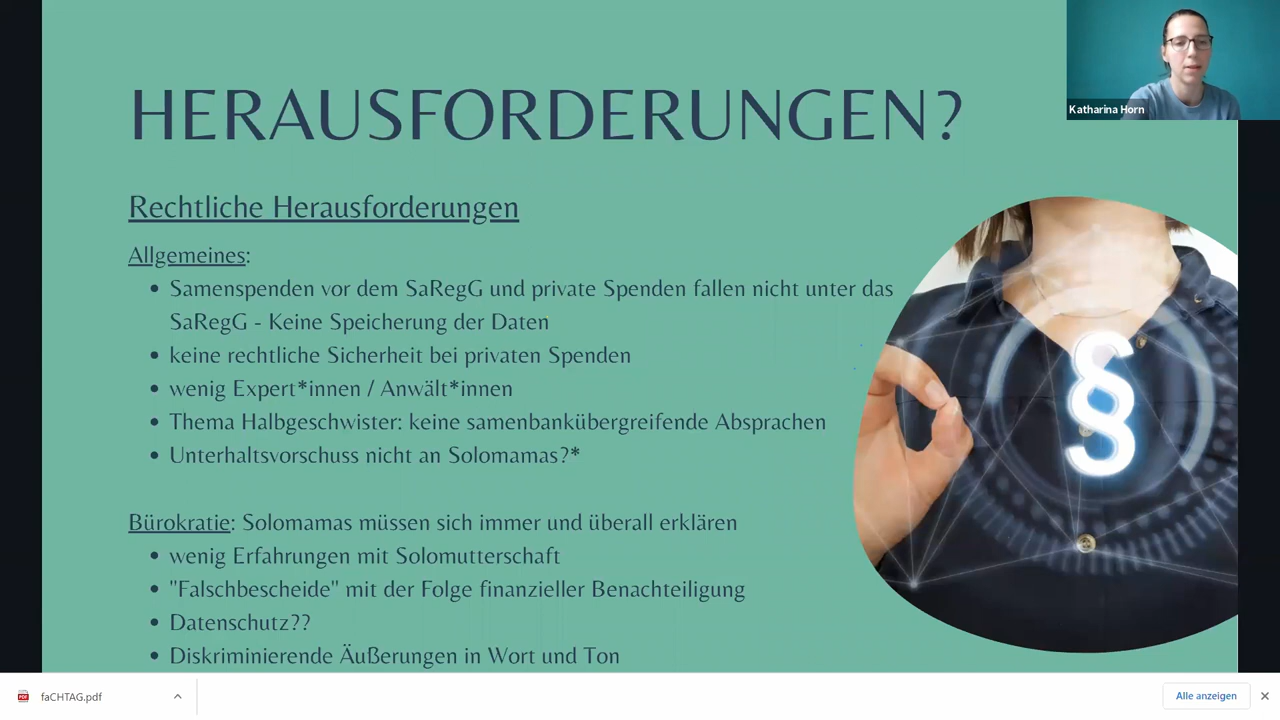 HERAUSFORDERUNGEN?
Katharina Horn
Rechtliche Herausforderungen
Allgemeines:
• Samenspenden vor dem SaRegG und private Spenden fallen nicht unter das
SaRegG - Keine Speicherung der Daten
• keine rechtliche Sicherheit bei privaten Spenden
• wenig Expert*innen / Anwält*innen
• Thema Halbgeschwister: keine samenbankübergreifende Absprachen
• Unterhaltsvorschuss nicht an Solomamas?*
§
Bürokratie: Solomamas müssen sich immer und überall erklären
• wenig Erfahrungen mit Solomutterschaft
• "Falschbescheide" mit der Folge finanzieller Benachteiligung
• Datenschutz??
• Diskriminierende Äußerungen in Wort und Ton
PDF
faCHTAG.pdf
Alle anzeigen